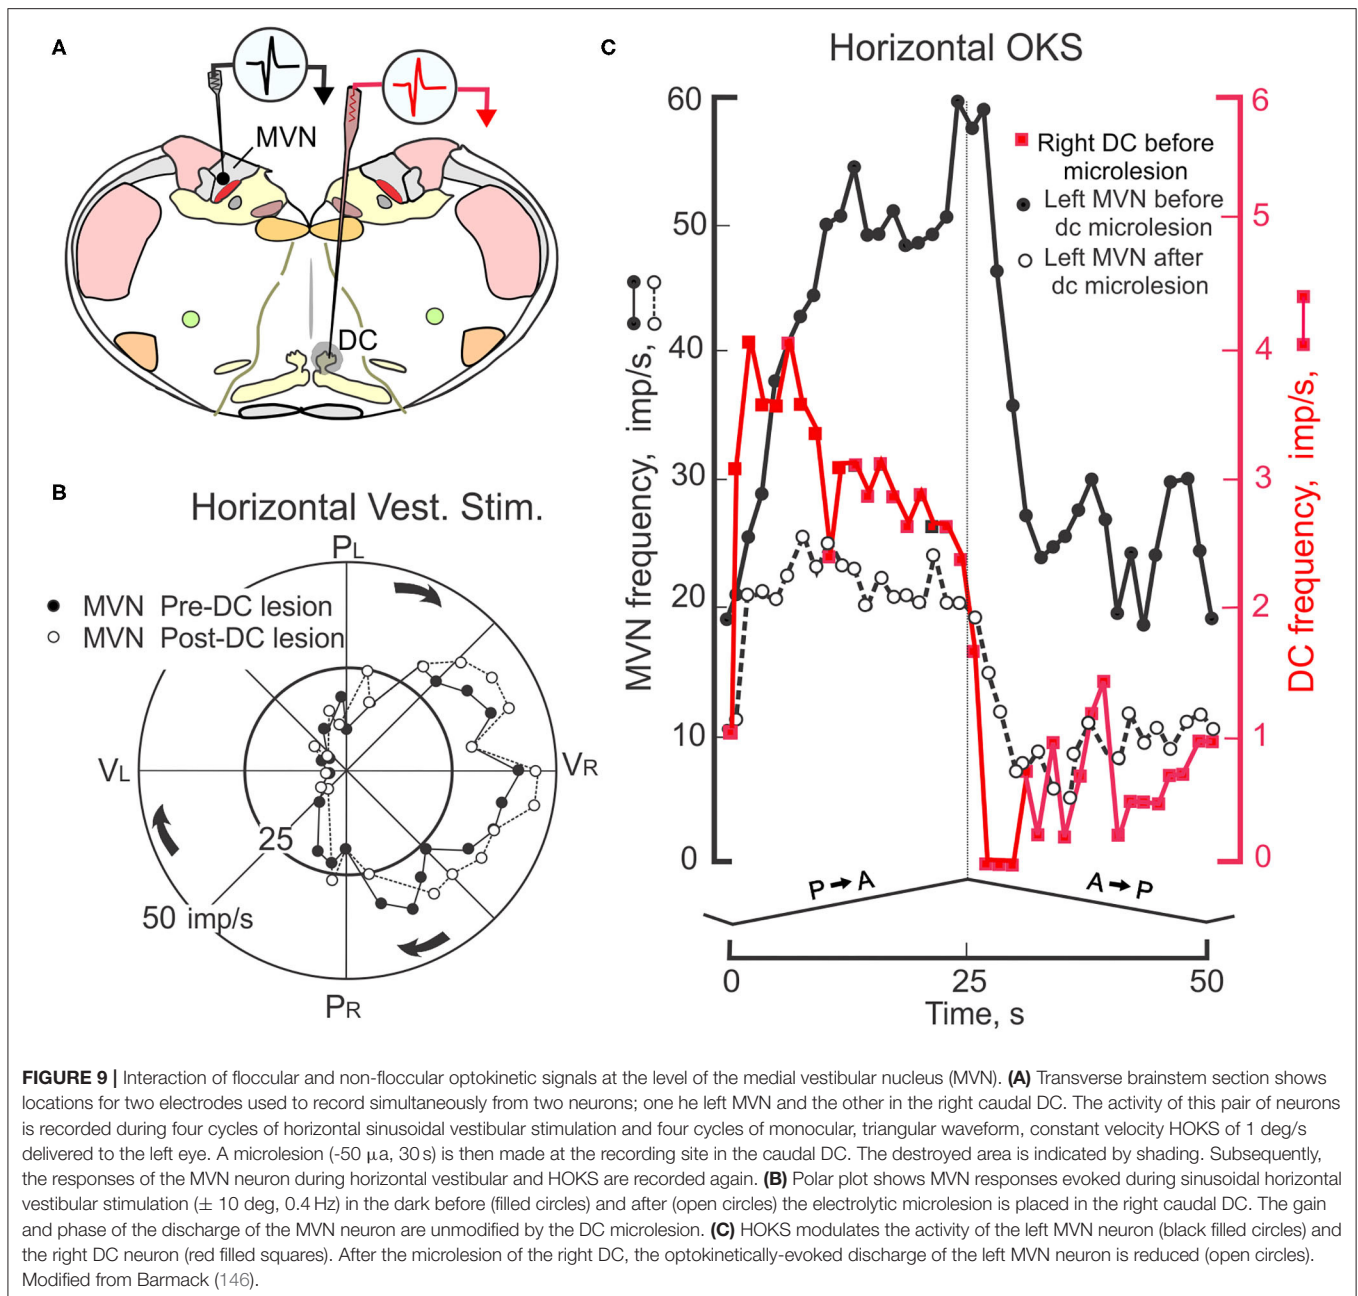 A
MVN
DC
B
Horizontal Vest. Stim.
PL
MVN Pre-DC lesion
MVN Post-DC lesion
VL
VR
25
50 imp/s
PR
C
Horizontal OKS
60
50
40
30
20
10
0
MVN frequency, imp/s,
Right DC before
microlesion
Left MVN before
dc microlesion
Left MVN after
dc microlesion
6
5
4
3
2
1
0
DC frequency, imp/s,
P→A
A→P
0
25
50
Time, s
FIGURE 9 | Interaction of floccular and non-floccular optokinetic signals at the level of the medial vestibular nucleus (MVN). (A) Transverse brainstem section shows
locations for two electrodes used to record simultaneously from two neurons; one he left MVN and the other in the right caudal DC. The activity of this pair of neurons
is recorded during four cycles of horizontal sinusoidal vestibular stimulation and four cycles of monocular, triangular waveform, constant velocity HOKS of 1 deg/s
delivered to the left eye. A microlesion (-50 μa, 30 s) is then made at the recording site in the caudal DC. The destroyed area is indicated by shading. Subsequently,
the responses of the MVN neuron during horizontal vestibular and HOKS are recorded again. (B) Polar plot shows MVN responses evoked during sinusoidal horizontal
vestibular stimulation (± 10 deg, 0.4 Hz) in the dark before (filled circles) and after (open circles) the electrolytic microlesion is placed in the right caudal DC. The gain
and phase of the discharge of the MVN neuron are unmodified by the DC microlesion. (C) HOKS modulates the activity of the left MVN neuron (black filled circles) and
the right DC neuron (red filled squares). After the microlesion of the right DC, the optokinetically-evoked discharge of the left MVN neuron is reduced (open circles).
Modified from Barmack (146).